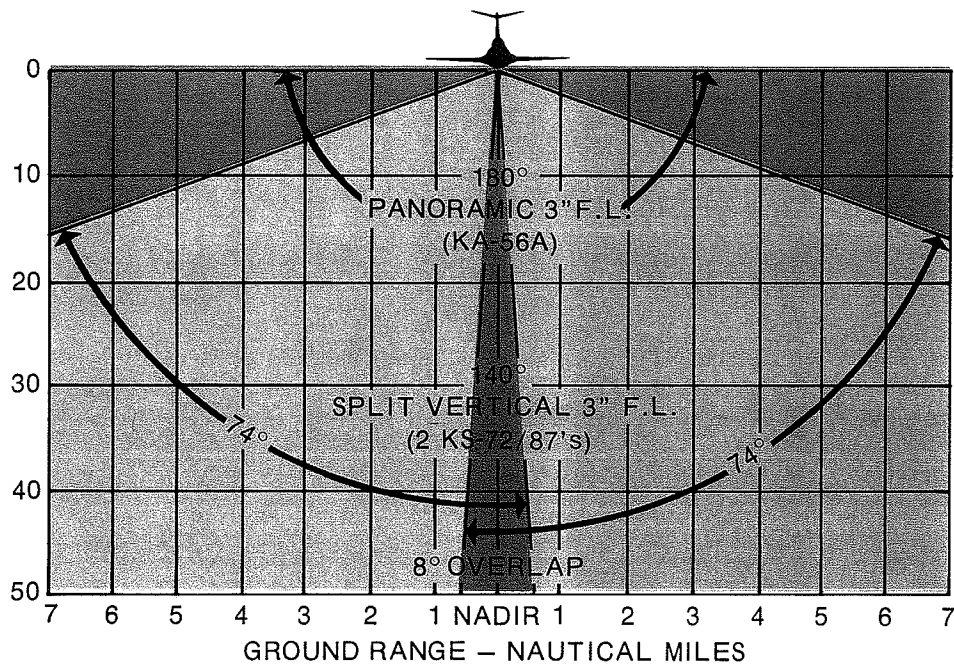 0
10
180°
PANORAMIC 3" F.L.
(KA-56A)
20
30
140°
SPLIT VERTICAL 3" F.L.
(2 KS-72/87's)
74°
74°
40
8° OVERLAP
50
7 6 5 4 3 2 1 NADIR 1 2 3 4 5 6 7
GROUND RANGE – NAUTICAL MILES